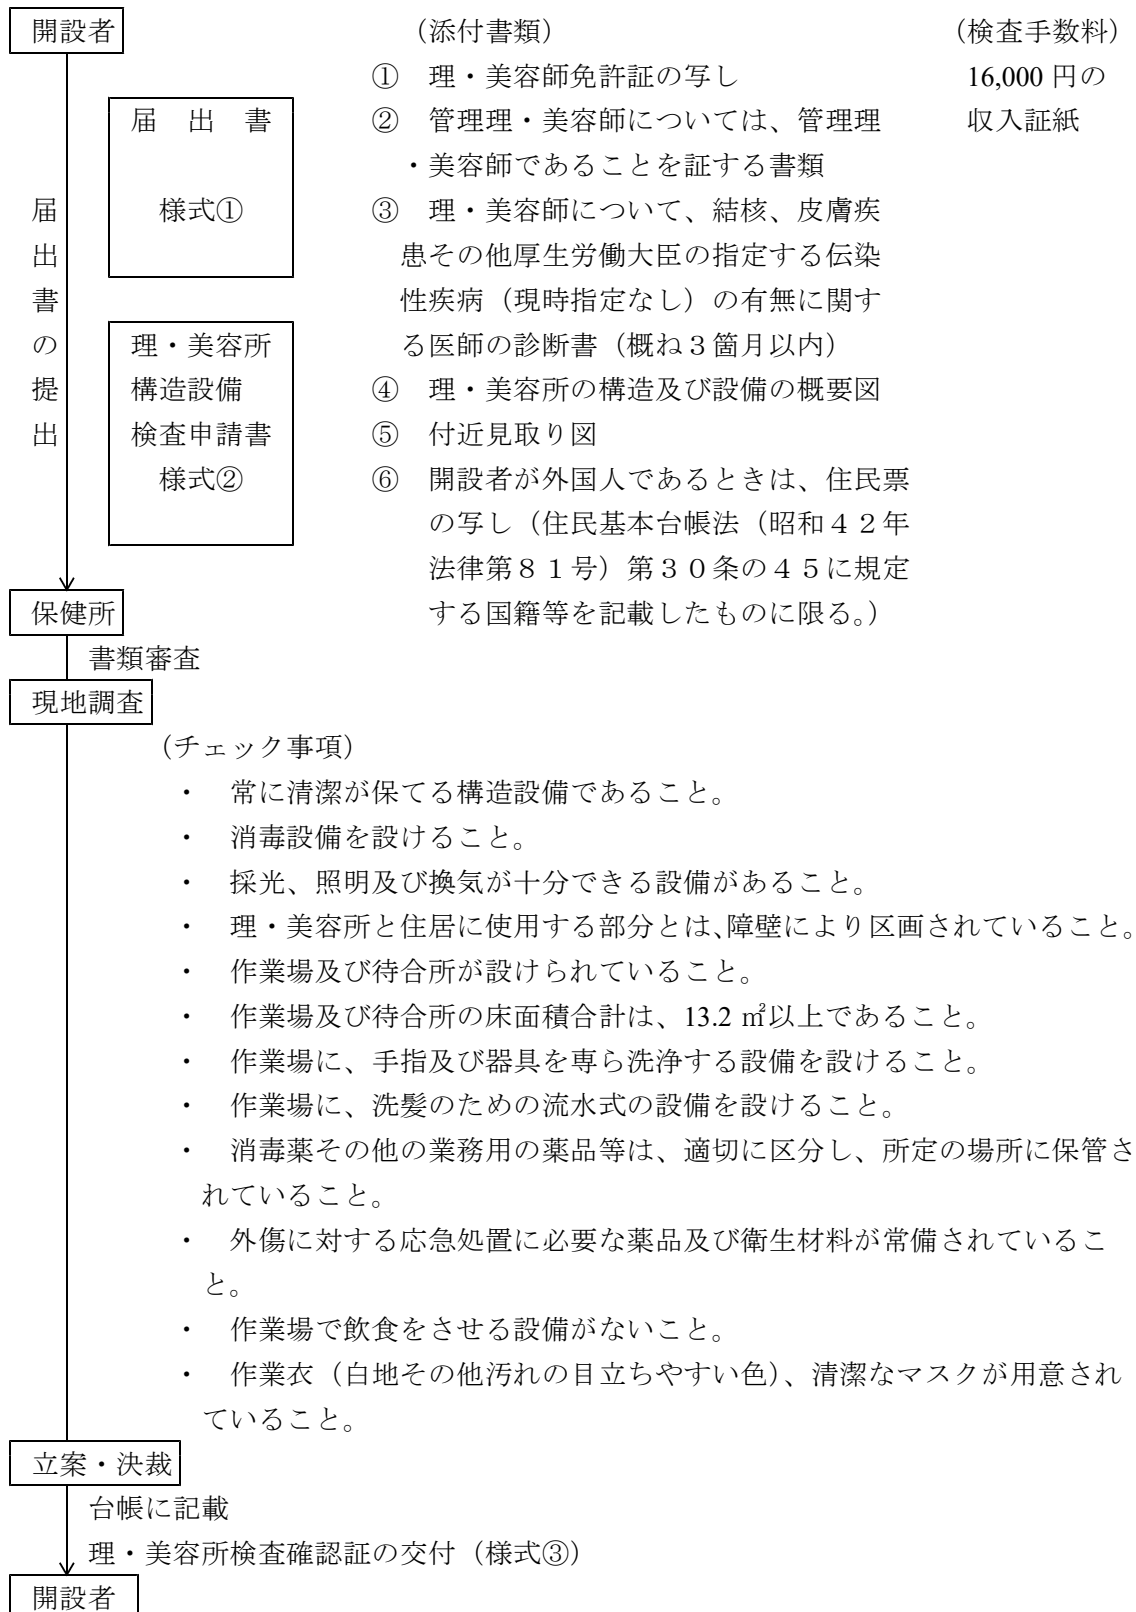 開設者
(添付書類)
(検査手数料)
① 理・美容師免許証の写し
16,000 円の
届 出 書
② 管理理・美容師については、管理理
収入証紙
・美容師であることを証する書類
届出書の提出
様式①
③ 理・美容師について、結核、皮膚疾
患その他厚生労働大臣の指定する伝染
性疾病(現時指定なし)の有無に関す
理・美容所
る医師の診断書(概ね3箇月以内)
構造設備
④ 理・美容所の構造及び設備の概要図
検査申請書
⑤ 付近見取り図
様式②
⑥ 開設者が外国人であるときは、住民票
の写し(住民基本台帳法(昭和42年
法律第81号)第30条の45に規定
保健所
する国籍等を記載したものに限る。)
書類審査
現地調査
(チェック事項)
・ 常に清潔が保てる構造設備であること。
・ 消毒設備を設けること。
・ 採光、照明及び換気が十分できる設備があること。
・ 理・美容所と住居に使用する部分とは、障壁により区画されていること。
・ 作業場及び待合所が設けられていること。
・ 作業場及び待合所の床面積合計は、13.2 ㎡以上であること。
・ 作業場に、手指及び器具を専ら洗浄する設備を設けること。
・ 作業場に、洗髪のための流水式の設備を設けること。
・ 消毒薬その他の業務用の薬品等は、適切に区分し、所定の場所に保管さ
れていること。
・ 外傷に対する応急処置に必要な薬品及び衛生材料が常備されているこ
と。
・ 作業場で飲食をさせる設備がないこと。
・ 作業衣(白地その他汚れの目立ちやすい色)、清潔なマスクが用意され
ていること。
立案・決裁
台帳に記載
理・美容所検査確認証の交付(様式③)
開設者